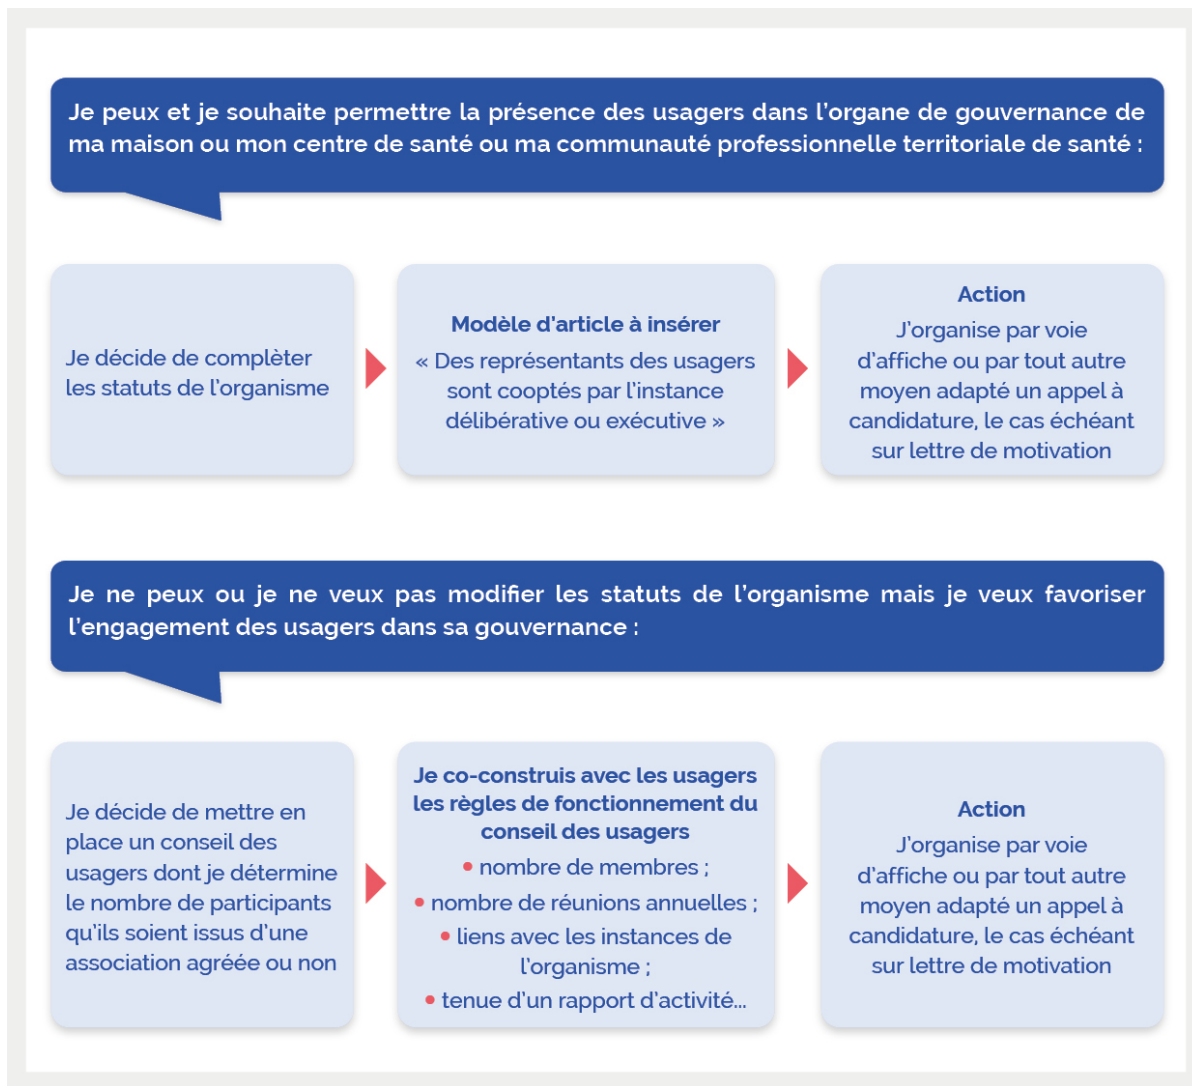 Je peux et je souhaite permettre la présence des usagers dans l'organe de gouvernance de
ma maison ou mon centre de santé ou ma communauté professionnelle territoriale de santé :
Je décide de complèter
les statuts de l'organisme
Modèle d'article à insérer
« Des représentants des usagers
sont cooptés par l'instance
délibérative ou exécutive »
Action
J'organise par voie
d'affiche ou par tout autre
moyen adapté un appel à
candidature, le cas échéant
sur lettre de motivation
Je ne peux ou je ne veux pas modifier les statuts de l'organisme mais je veux favoriser
l'engagement des usagers dans sa gouvernance :
Je décide de mettre en
place un conseil des
usagers dont je détermine
le nombre de participants
qu'ils soient issus d'une
association agréée ou non
Je co-construis avec les usagers
les règles de fonctionnement du
conseil des usagers
• nombre de membres ;
• nombre de réunions annuelles ;
• liens avec les instances de
l'organisme ;
• tenue d'un rapport d'activité...
Action
J'organise par voie
d'affiche ou par tout autre
moyen adapté un appel à
candidature, le cas échéant
sur lettre de motivation